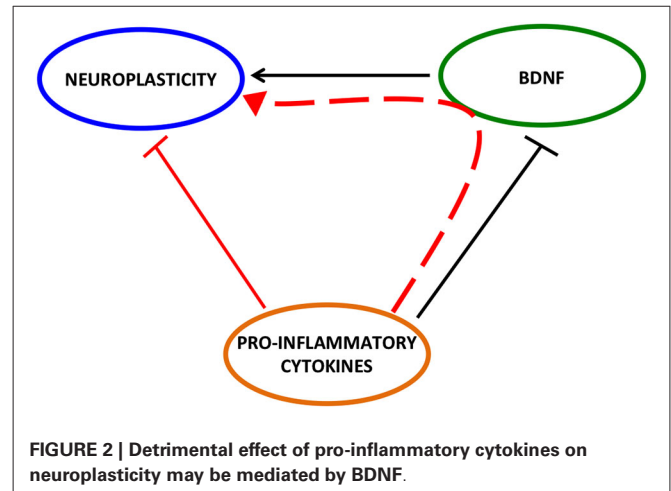 NEUROPLASTICITY
BDNF
PRO-INFLAMMATORY
CYTOKINES
FIGURE 2 | Detrimental effect of pro-inflammatory cytokines on
neuroplasticity may be mediated by BDNF.